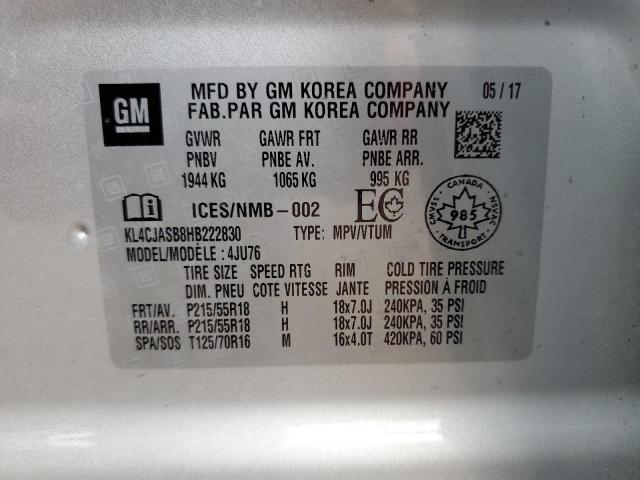 GM
MFD BY GM KOREA COMPANY 05 / 17
FAB.PAR GM KOREA COMPANY
GVWR GAWR FRT GAWR RR
PNBV PNBE AV. PNBE ARR.
1944 KG 1065 KG 995 KG
ICES/NMB-002 EC
CANADA
CMVSS 985 NSVAC
TRANSPORT
KL4CJASB8HB222830 TYPE: MPV/VTUM
MODEL/MODÈLE : 4JU76
TIRE SIZE SPEED RTG RIM COLD TIRE PRESSURE
DIM. PNEU COTE VITESSE JANTE PRESSION À FROID
FRT/AV. P215/55R18 H 18x7.0J 240KPA, 35 PSI
RR/ARR. P215/55R18 H 18x7.0J 240KPA, 35 PSI
SPA/SOS T125/70R16 M 16x4.0T 420KPA, 60 PSI